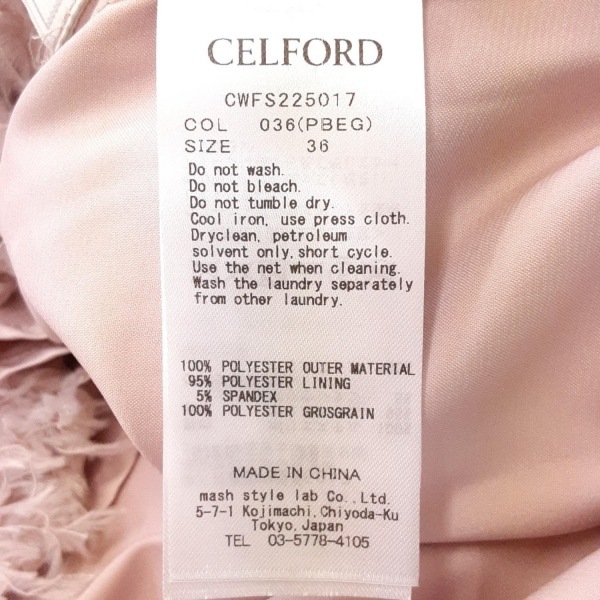 CELFORD
CWFS225017
COL 036(PBEG)
SIZE 36
Do not wash.
Do not bleach.
Do not tumble dry.
Cool iron, use press cloth.
Dryclean, petroleum
solvent only, short cycle.
Use the net when cleaning.
Wash the laundry separately
from other laundry.
100% POLYESTER OUTER MATERIAL
95% POLYESTER LINING
5% SPANDEX
100% POLYESTER GROSGRAIN
MADE IN CHINA
mash style lab Co., Ltd.
5-7-1 Kojimachi, Chiyoda-Ku
Tokyo, Japan
TEL 03-5778-4105